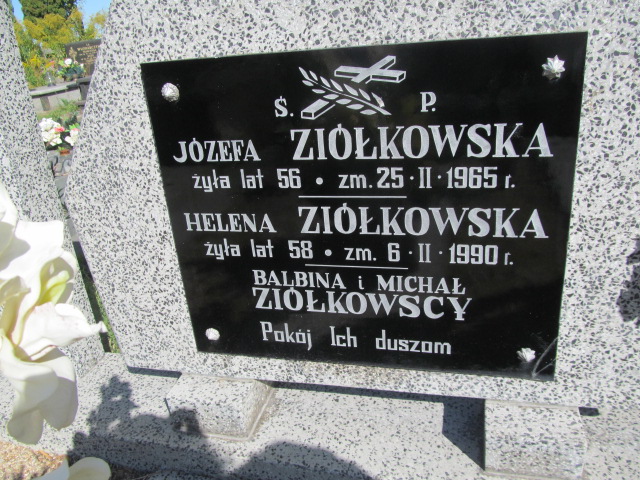 Ś. P.
JÓZEFA ZIÓŁKOWSKA
żyła lat 56 • zm. 25 · II · 1965 r.
HELENA ZIÓŁKOWSKA
żyła lat 58 • zm. 6 · II · 1990 r.
BALBINA i MICHAŁ
ZIÓŁKOWSCY
Pokój Ich duszom